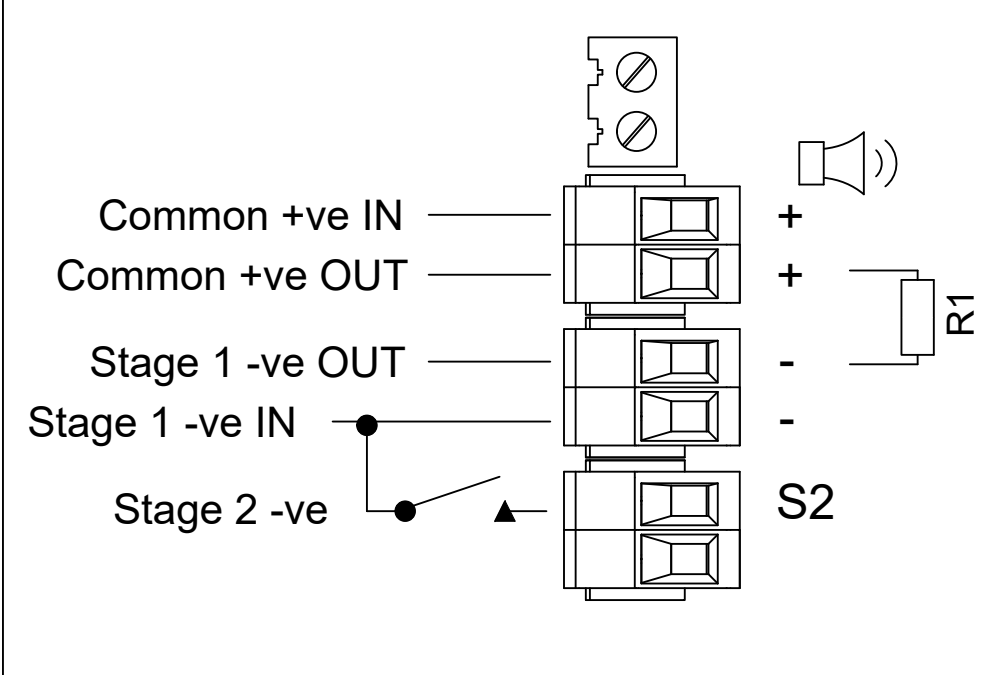 Common +ve IN
+
Common +ve OUT
+
R1
Stage 1 -ve OUT
-
Stage 1 -ve IN
-
Stage 2 -ve
S2